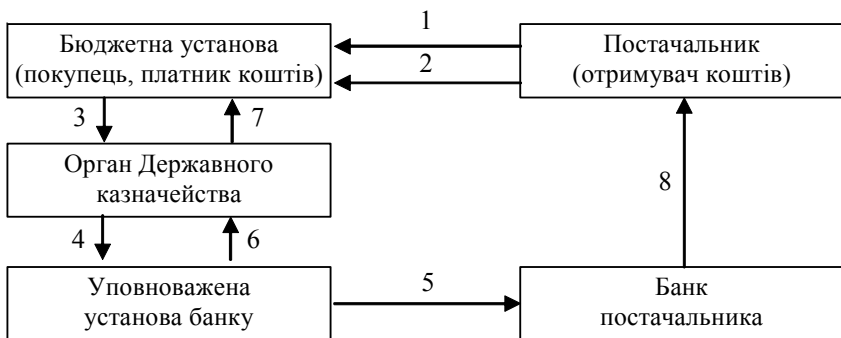 1
Бюджетна установа
(покупець, платник коштів)
2
Постачальник
(отримувач коштів)
3
7
Орган Державного
казначейства
8
4
6
Уповноважена
установа банку
5
Банк
постачальника